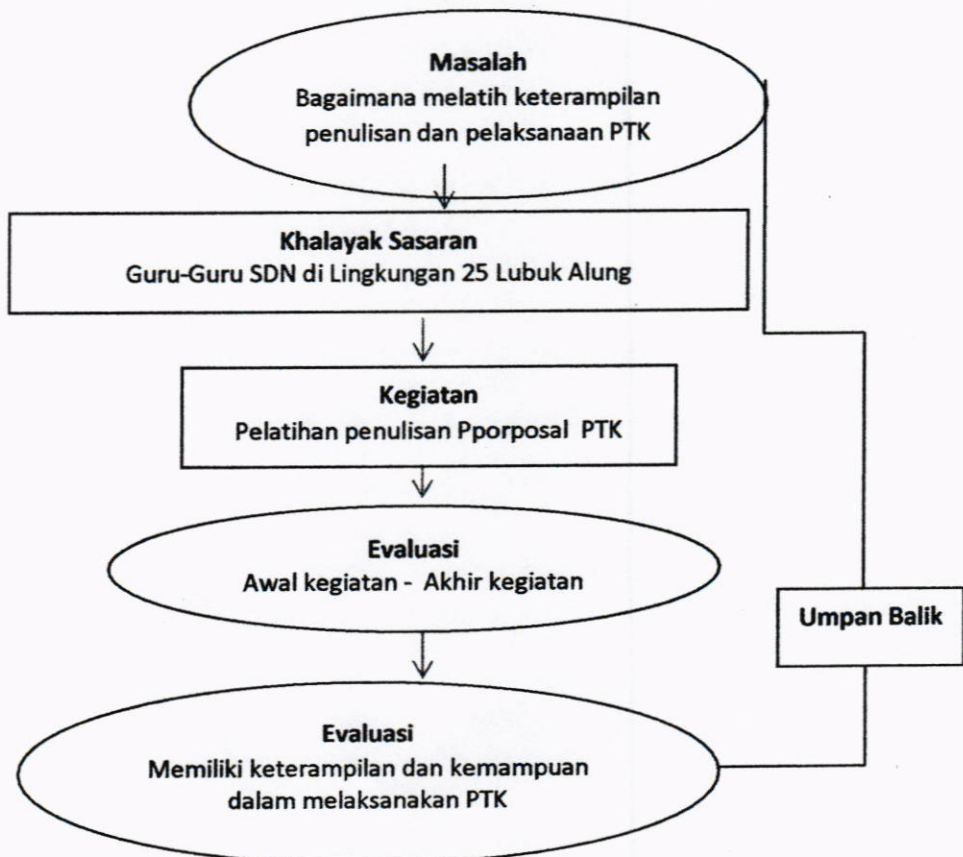 Masalah
Bagaimana melatih keterampilan
penulisan dan pelaksanaan PTK
Khalayak Sasaran
Guru-Guru SDN di Lingkungan 25 Lubuk Alung
Kegiatan
Pelatihan penulisan Pporposal PTK
Evaluasi
Awal kegiatan - Akhir kegiatan
Umpan Balik
Evaluasi
Memiliki keterampilan dan kemampuan
dalam melaksanakan PTK